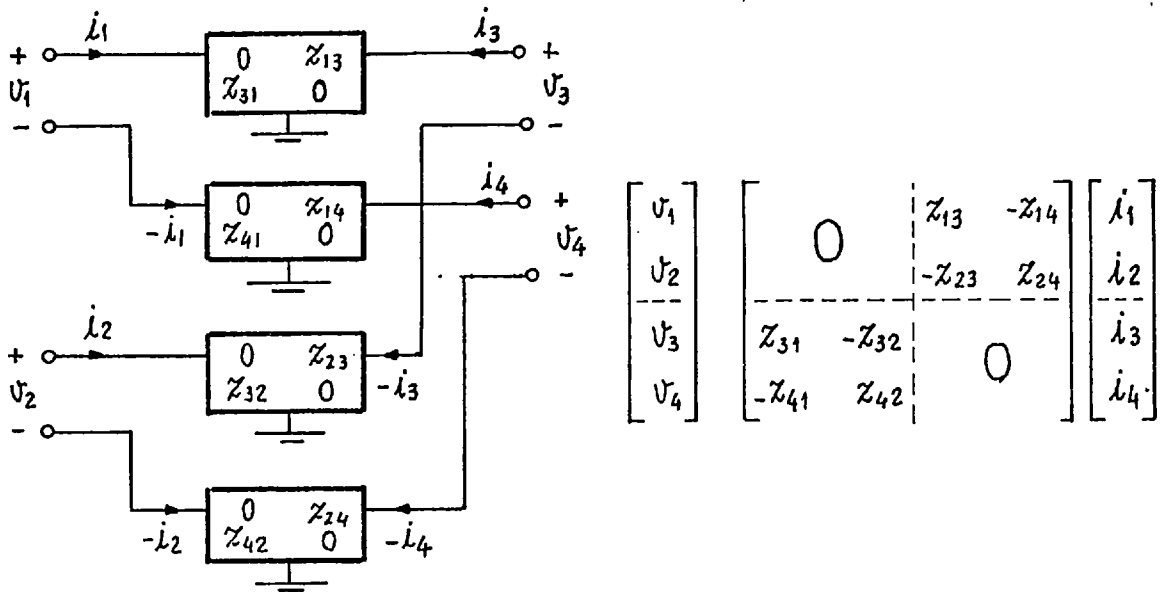 i1 i3
+ 0 z13 +
v1 z31 0 v3
- -
i4
0 z14 +
-i1 z41 0 v4
-
i2
+ 0 z23
v2 z32 0 -i3
-
0 z24
-i2 z42 0 -i4
v1 0 z13 -z14 i1
v2 -z23 z24 i2
v3 z31 -z32 0 i3
v4 -z41 z42 i4